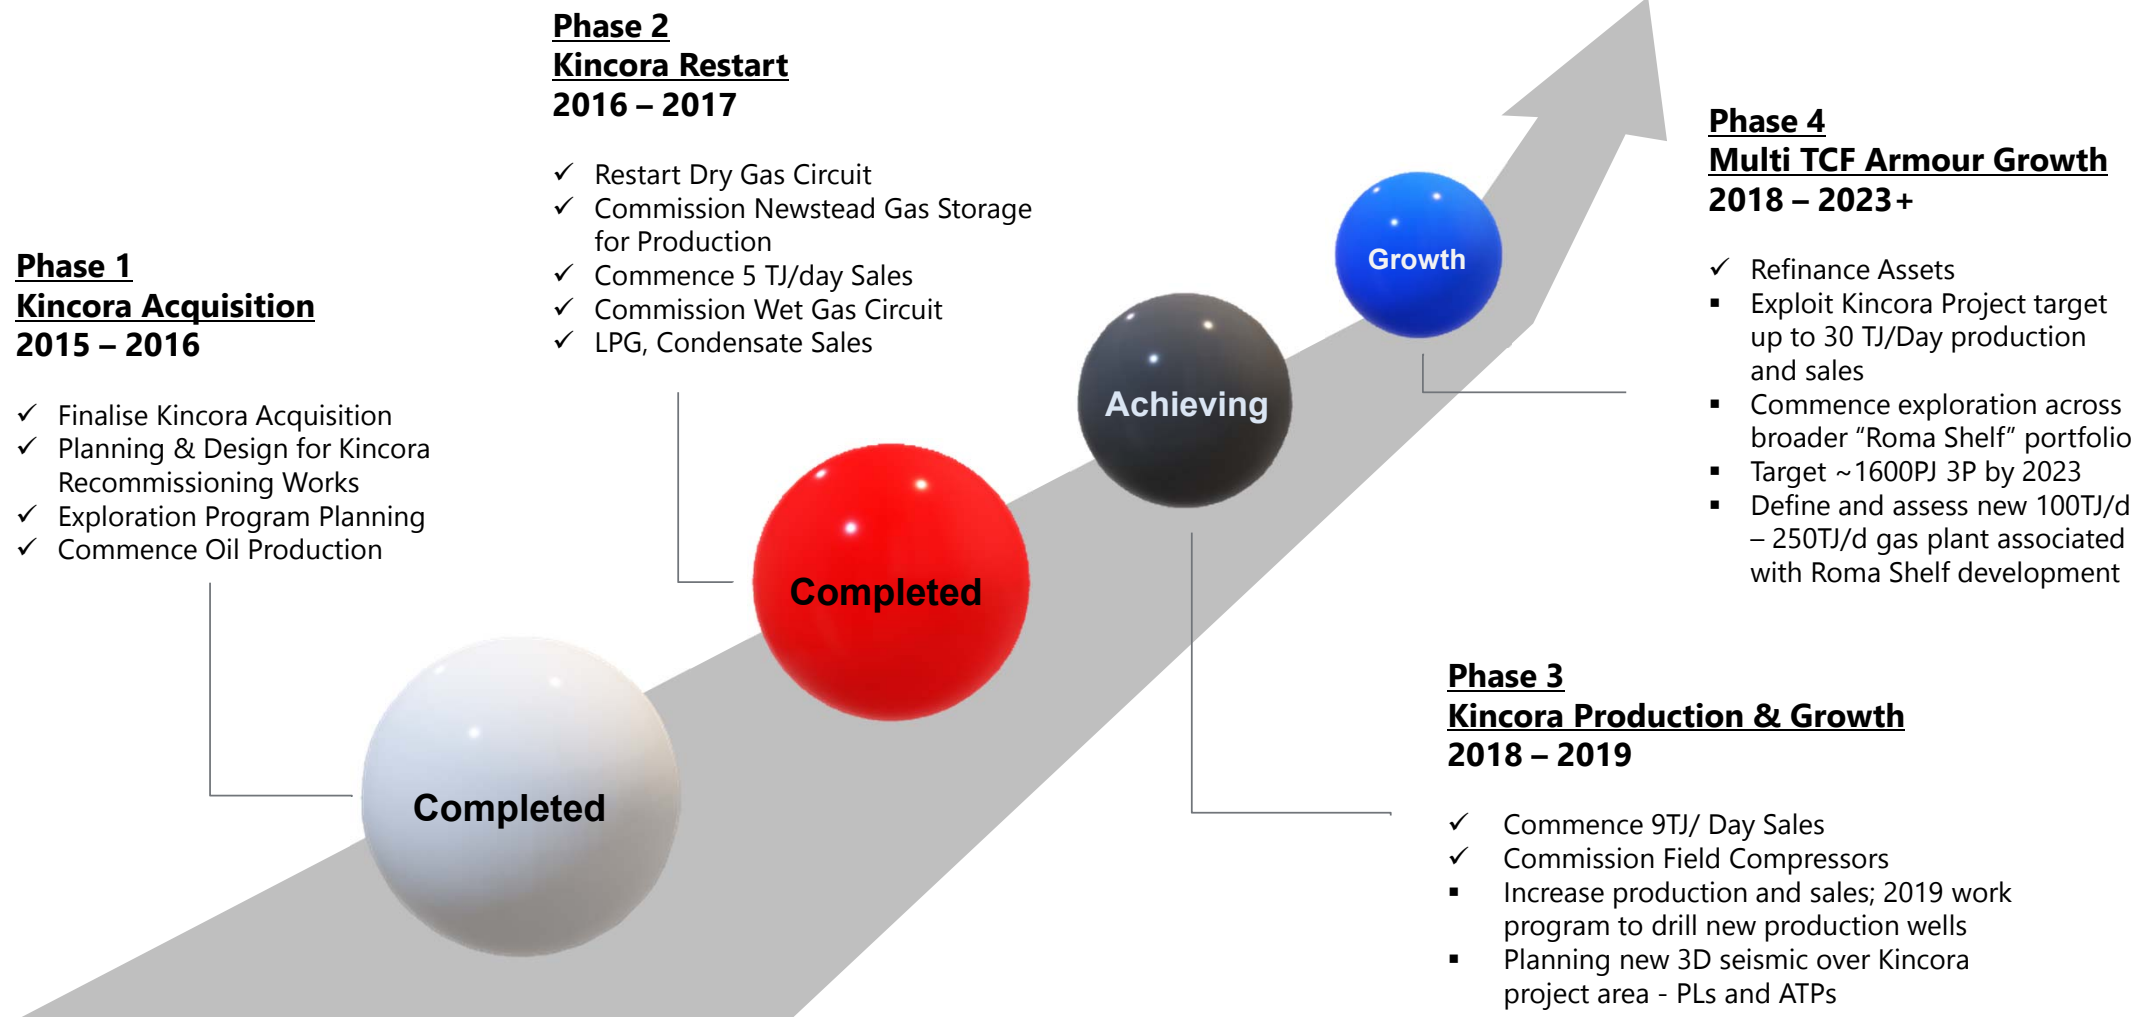 Phase 1
Kincora Acquisition
2015 – 2016
✓ Finalise Kincora Acquisition
✓ Planning & Design for Kincora
Recommissioning Works
✓ Exploration Program Planning
✓ Commence Oil Production
Completed
Phase 2
Kincora Restart
2016 – 2017
✓ Restart Dry Gas Circuit
✓ Commission Newstead Gas Storage
for Production
✓ Commence 5 TJ/day Sales
✓ Commission Wet Gas Circuit
✓ LPG, Condensate Sales
Completed
Phase 3
Kincora Production & Growth
2018 – 2019
✓ Commence 9TJ/ Day Sales
✓ Commission Field Compressors
▪ Increase production and sales; 2019 work
program to drill new production wells
▪ Planning new 3D seismic over Kincora
project area - PLs and ATPs
Achieving
Phase 4
Multi TCF Armour Growth
2018 – 2023+
✓ Refinance Assets
▪ Exploit Kincora Project target
up to 30 TJ/Day production
and sales
▪ Commence exploration across
broader “Roma Shelf” portfolio
▪ Target ~1600PJ 3P by 2023
▪ Define and assess new 100TJ/d
– 250TJ/d gas plant associated
with Roma Shelf development
Growth